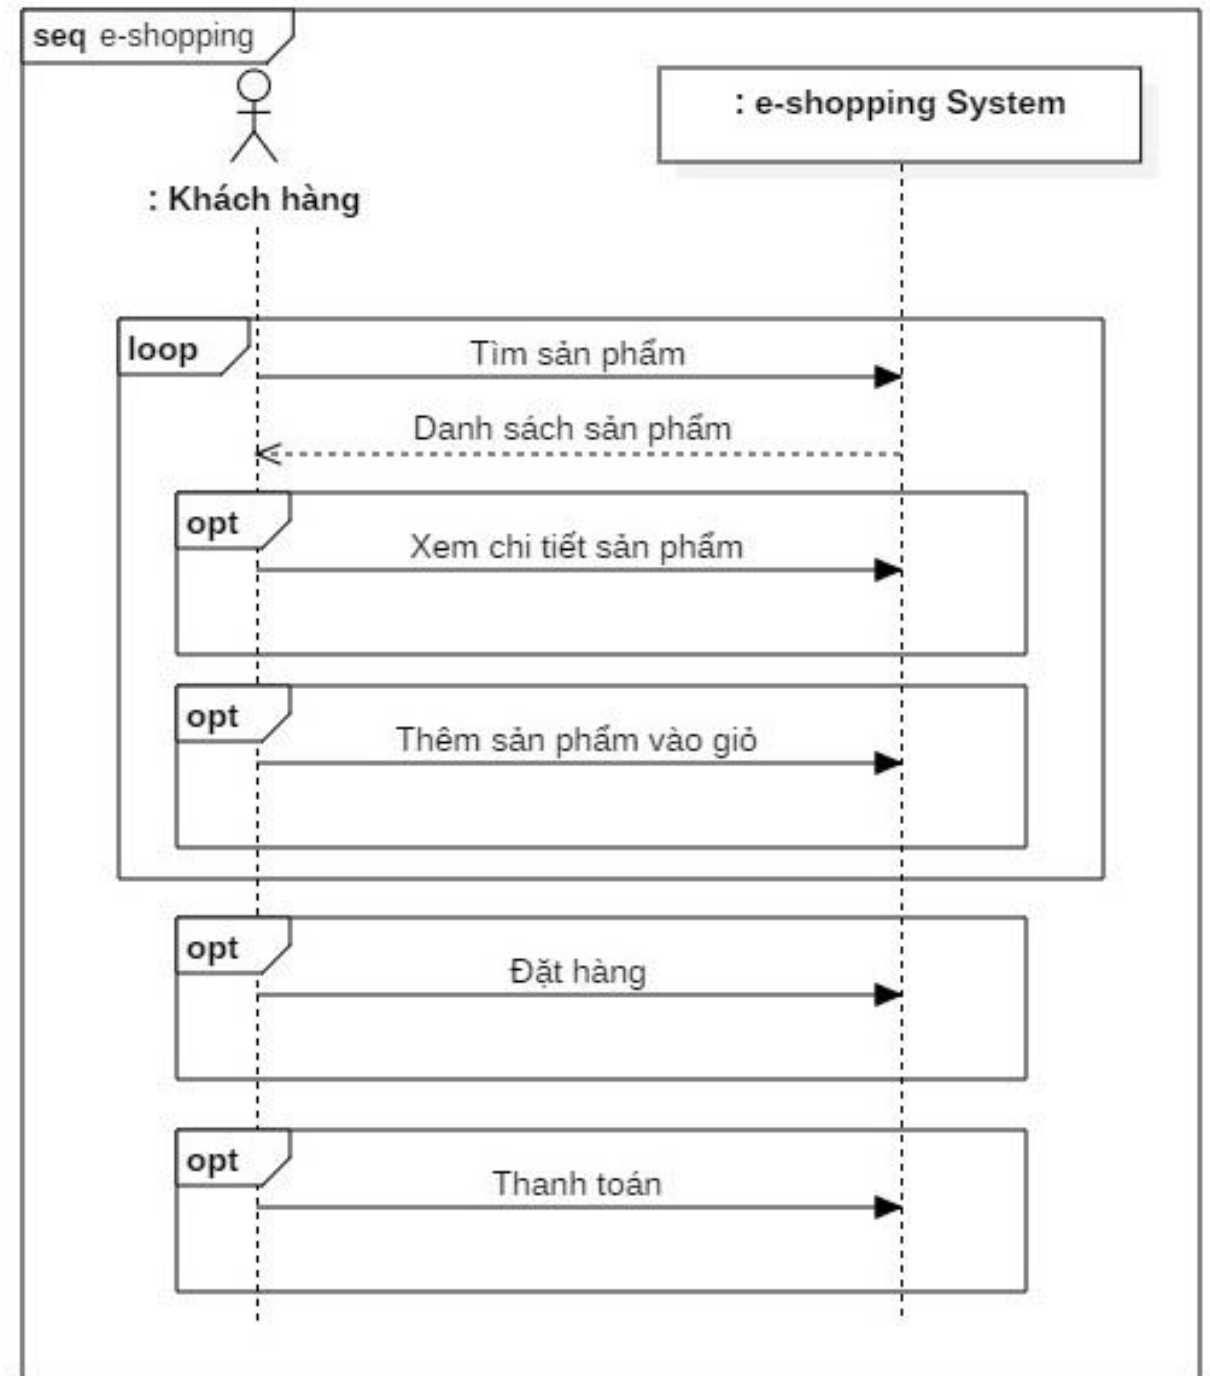 seq e-shopping
: e-shopping System
: Khách hàng
loop
Tìm sản phẩm
Danh sách sản phẩm
opt
Xem chi tiết sản phẩm
opt
Thêm sản phẩm vào giỏ
opt
Đặt hàng
opt
Thanh toán